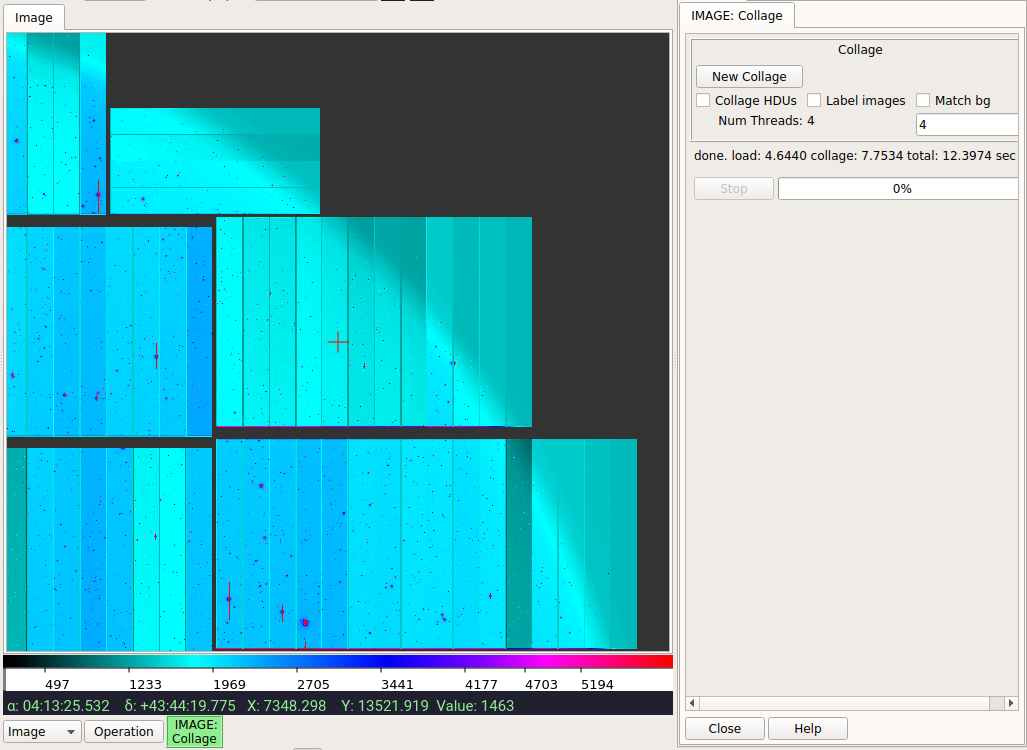 Image
IMAGE: Collage
Collage
New Collage
Collage HDUs Label images Match bg
Num Threads: 4 4
done. load: 4.6440 collage: 7.7534 total: 12.3974 sec
Stop 0%
497 1233 1969 2705 3441 4177 4703 5194
α: 04:13:25.532 δ: +43:44:19.775 X: 7348.298 Y: 13521.919 Value: 1463
Image Operation IMAGE: Collage
Close Help